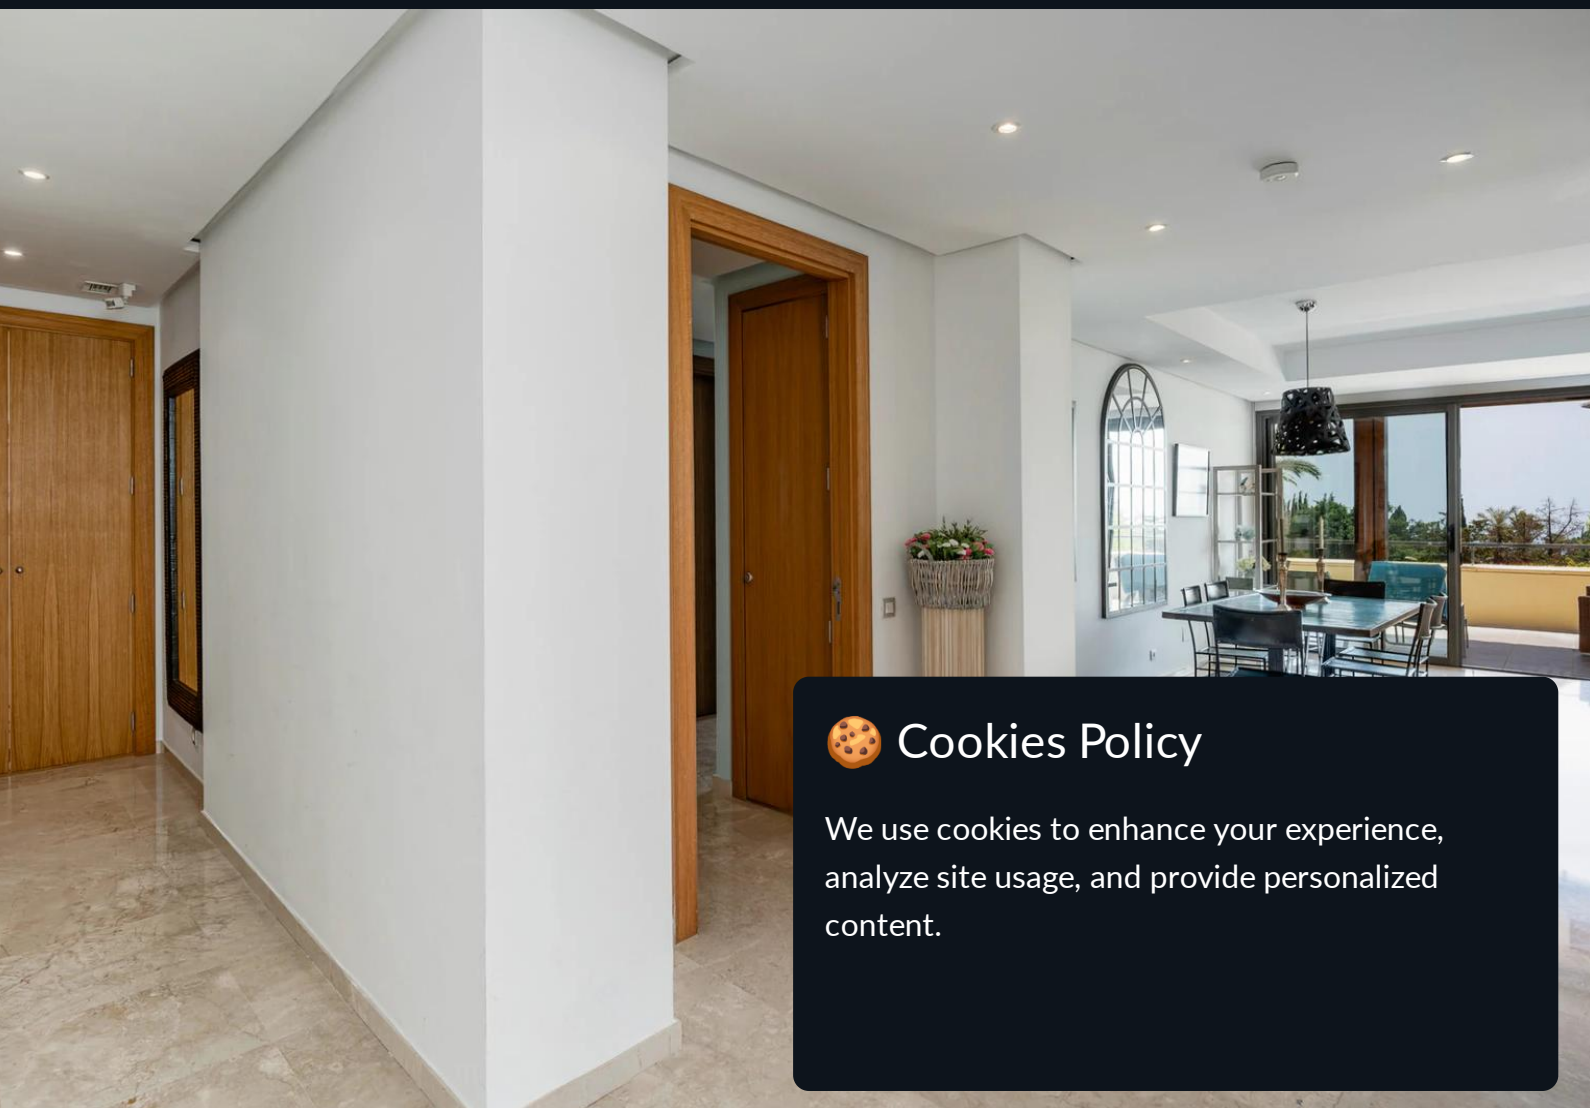 🍪 Cookies Policy
We use cookies to enhance your experience,
analyze site usage, and provide personalized
content.